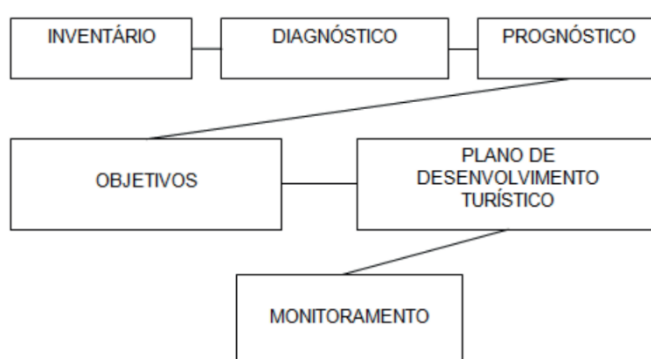 INVENTÁRIO
DIAGNÓSTICO
PROGNÓSTICO
OBJETIVOS
PLANO DE
DESENVOLVIMENTO
TURÍSTICO
MONITORAMENTO